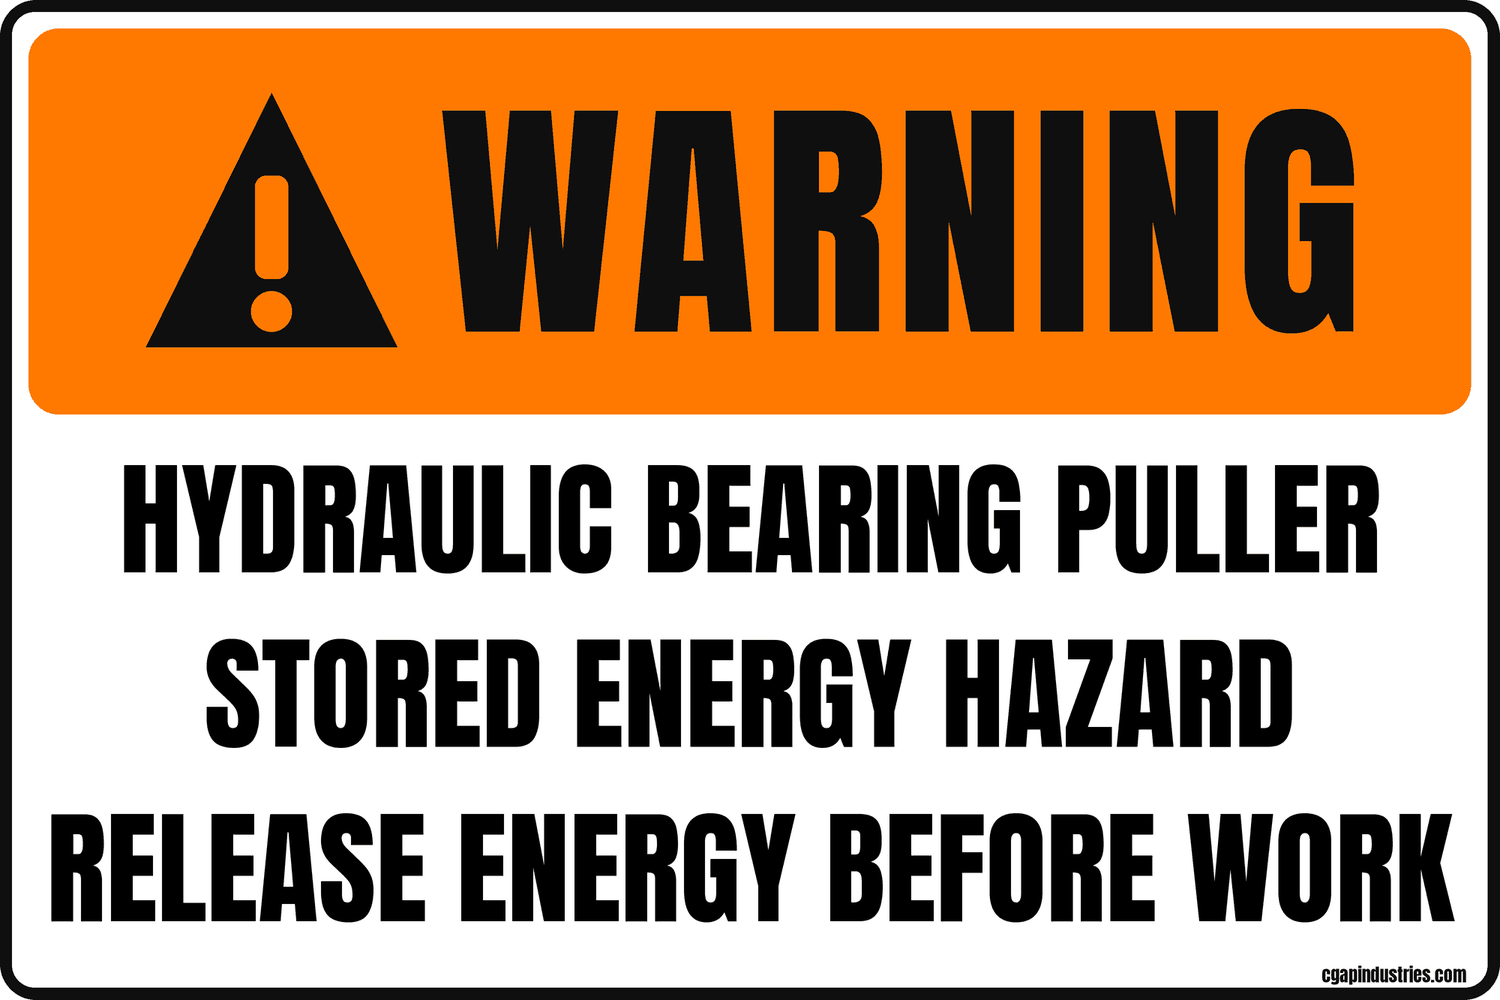 WARNING
HYDRAULIC BEARING PULLER
STORED ENERGY HAZARD
RELEASE ENERGY BEFORE WORK
cgapindustries.com